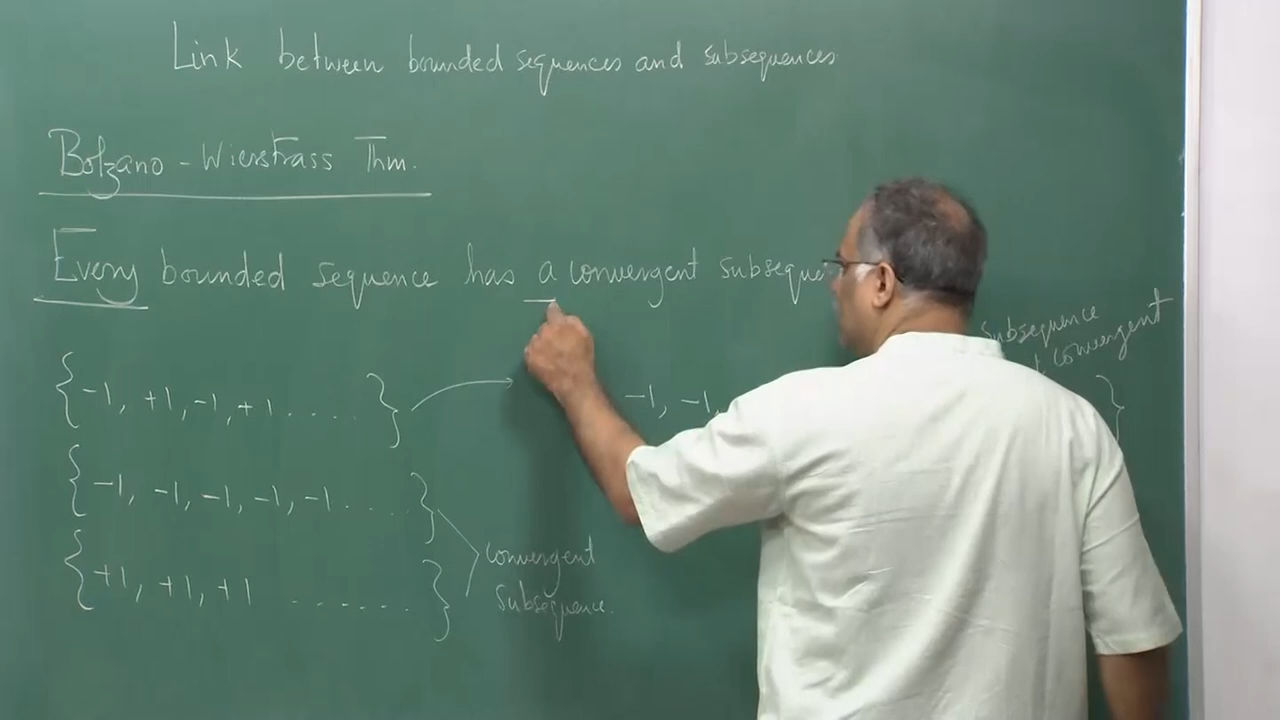 Link between bounded sequences and subsequences
Bolzano - Wierstrass Thm.
Every bounded sequence has a convergent subseque
{ -1, +1, -1, +1 ..... }
-1, -1,
subsequence
convergent
}
{ -1, -1, -1, -1, -1 ..... }
{ +1, +1, +1 ....... }
convergent
subsequence.